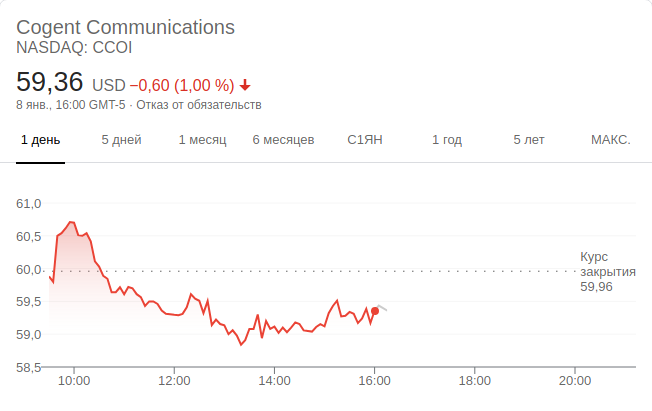 Cogent Communications
NASDAQ: CCOI
59,36 USD −0,60 (1,00 %)
8 янв., 16:00 GMT-5 · Отказ от обязательств
1 день 5 дней 1 месяц 6 месяцев С1ЯН 1 год 5 лет МАКС.
61,0
60,5
60,0
59,5
59,0
58,5
Курс
закрытия
59,96
10:00 12:00 14:00 16:00 18:00 20:00